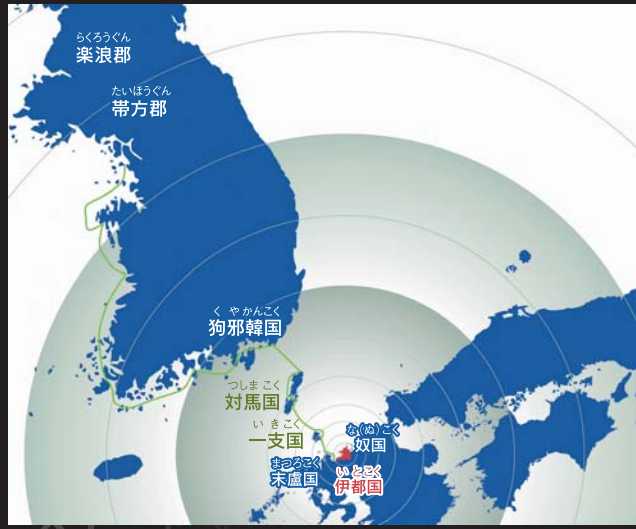 らくろうぐん
楽浪郡
たいほうぐん
帯方郡
くやかんこく
狗邪韓国
つしまこく
対馬国
いきこく
一支国
な(ぬ)こく
奴国
まつろこく
末盧国
いとこく
伊都国